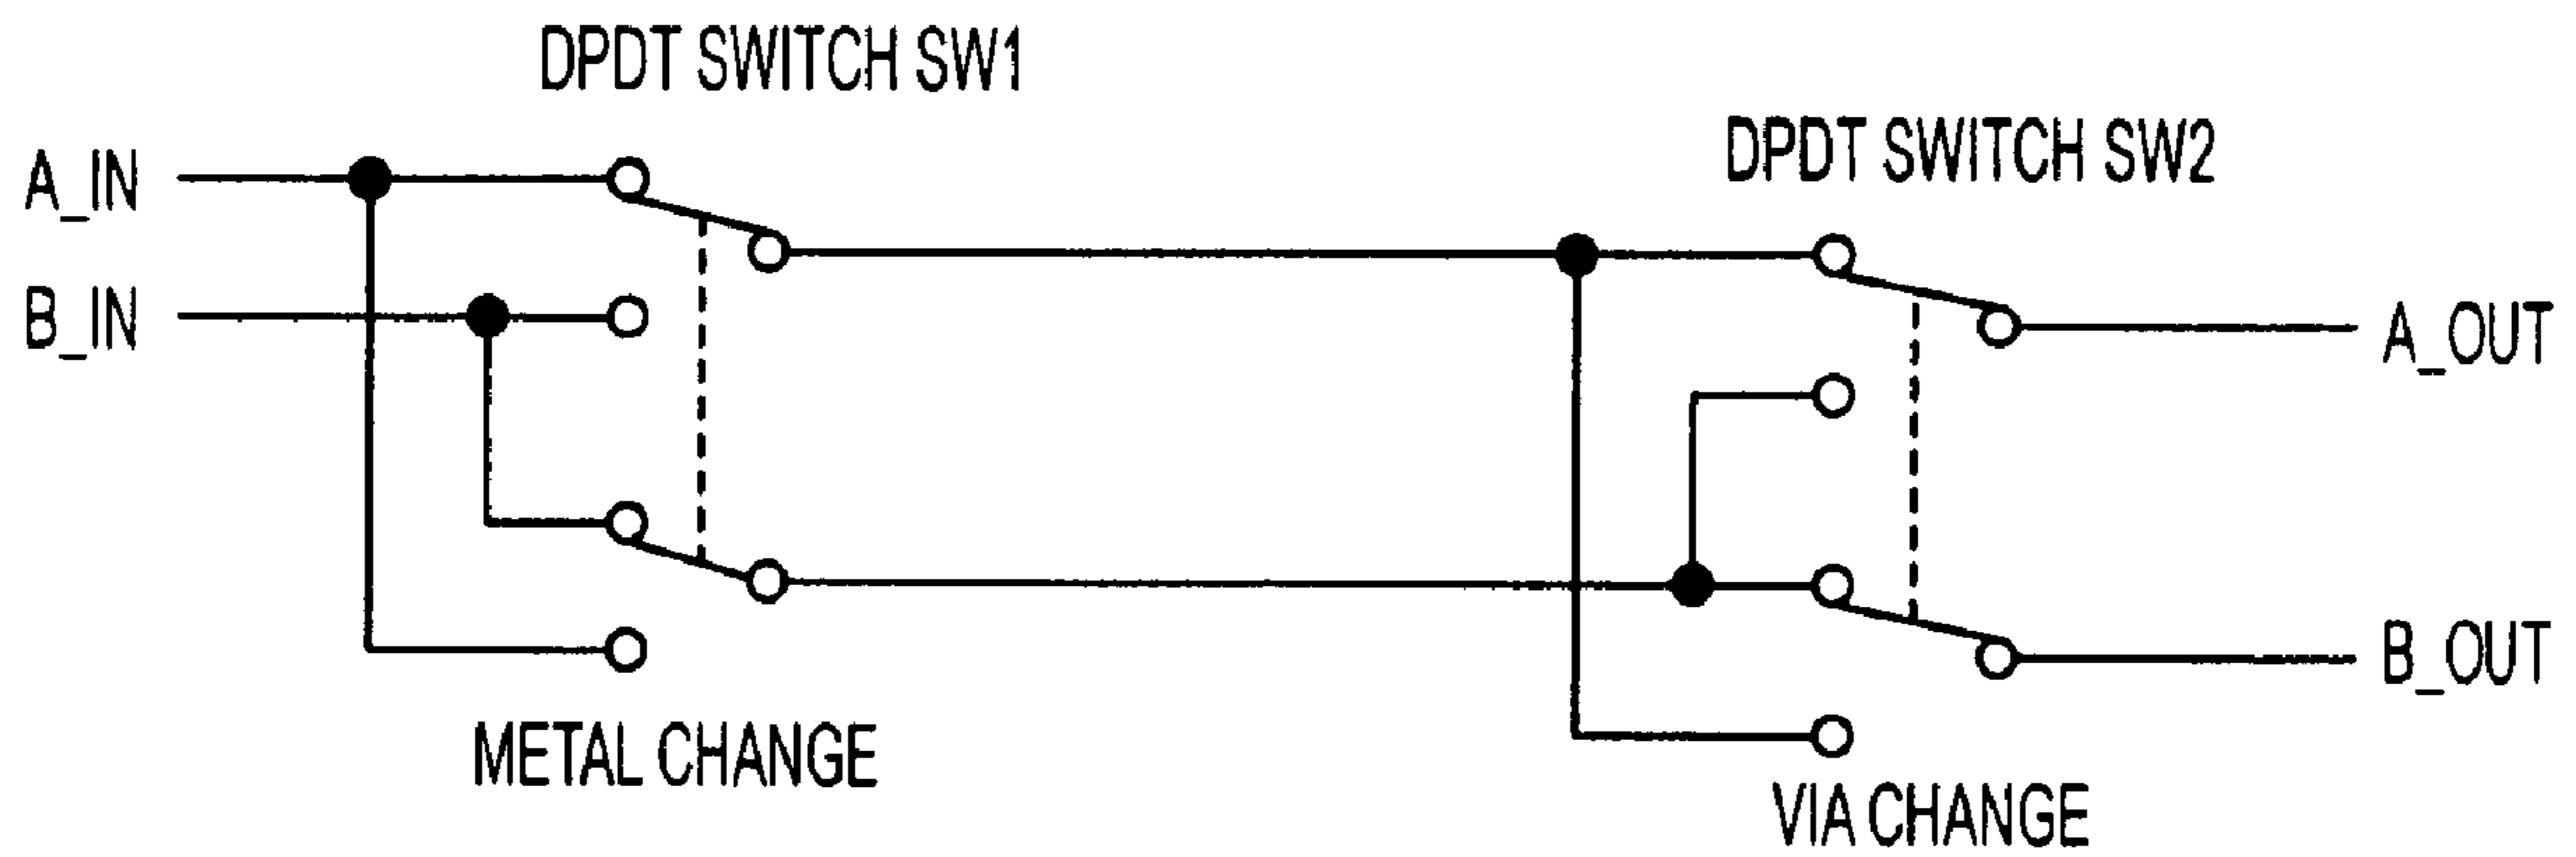 DPDT SWITCH SW1
DPDT SWITCH SW2
A_IN
B_IN
A_OUT
B_OUT
METAL CHANGE
VIA CHANGE